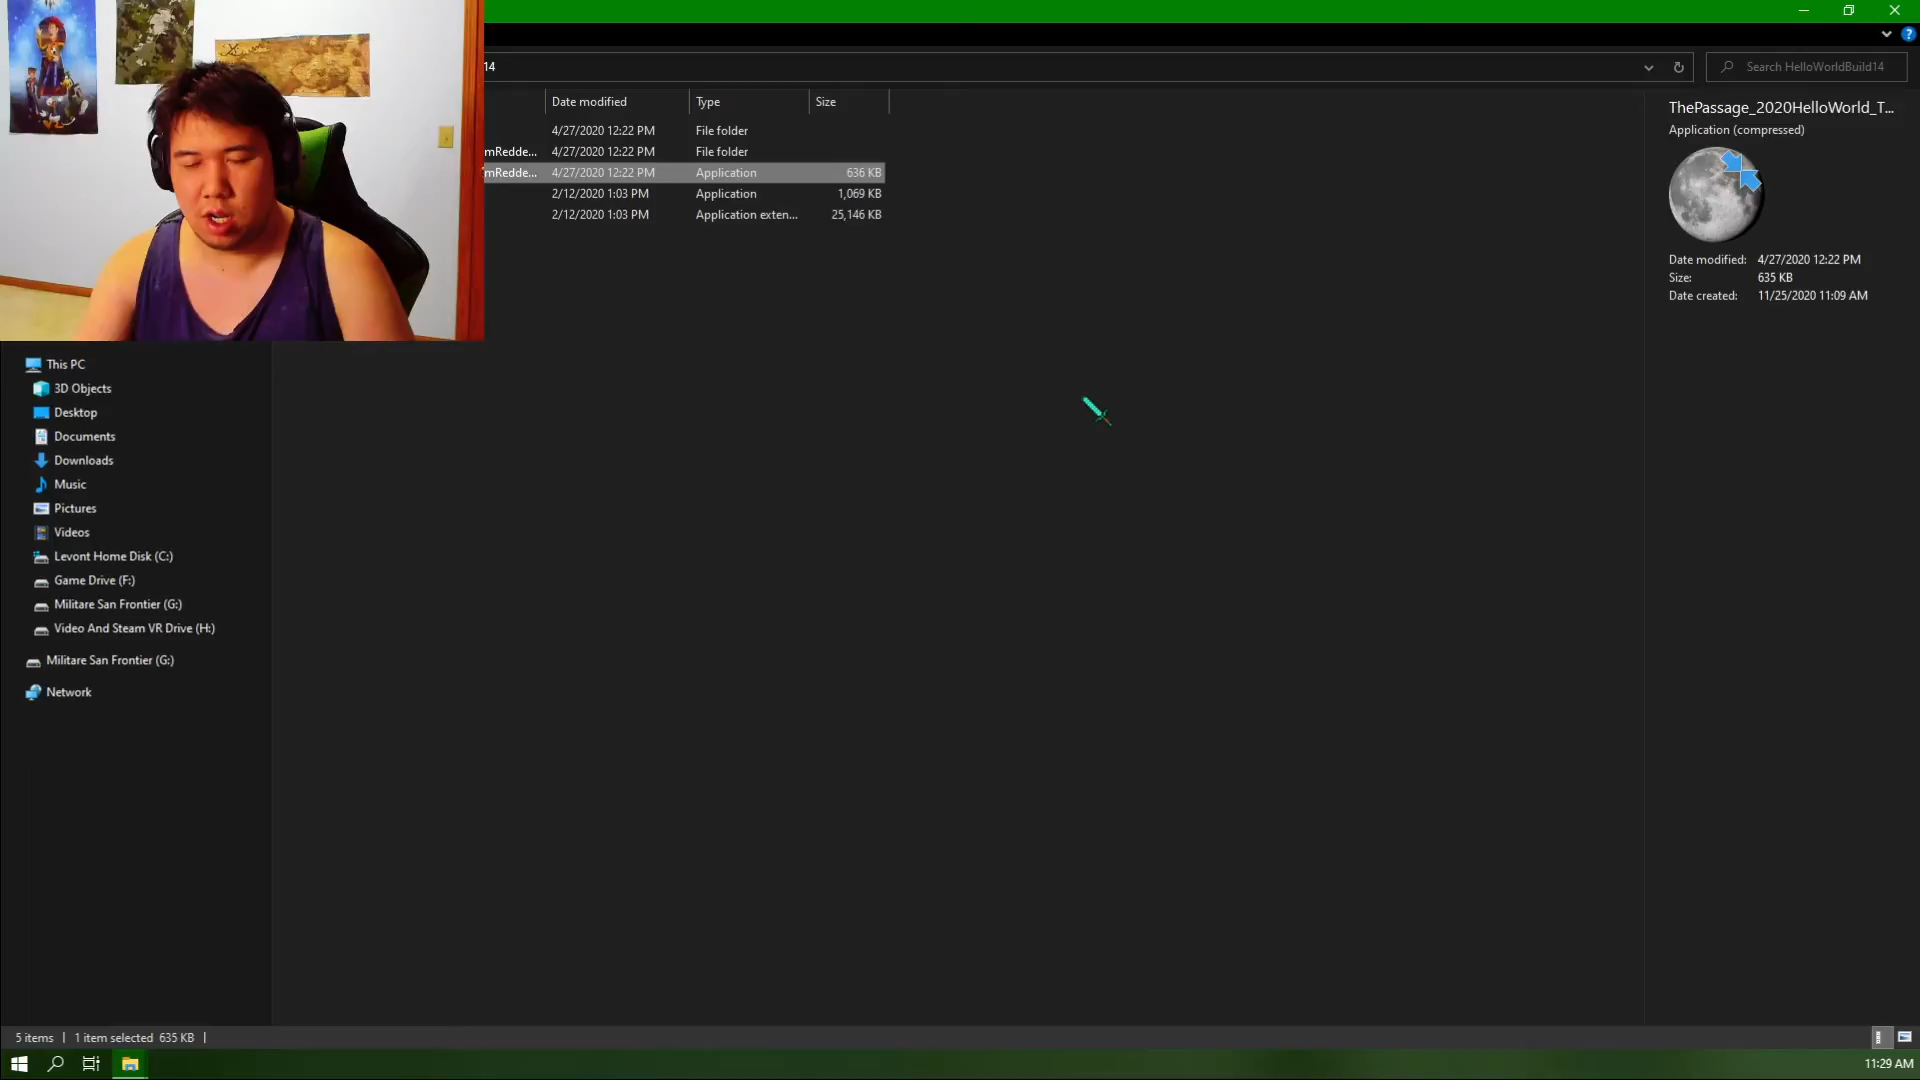 14
Search HelloWorldBuild14
Date modified Type Size
4/27/2020 12:22 PM File folder
mRedde... 4/27/2020 12:22 PM File folder
mRedde... 4/27/2020 12:22 PM Application 636 KB
2/12/2020 1:03 PM Application 1,069 KB
2/12/2020 1:03 PM Application exten... 25,146 KB
ThePassage_2020HelloWorld_T...
Application (compressed)
Date modified: 4/27/2020 12:22 PM
Size: 635 KB
Date created: 11/25/2020 11:09 AM
This PC
3D Objects
Desktop
Documents
Downloads
Music
Pictures
Videos
Levont Home Disk (C:)
Game Drive (F:)
Militare San Frontier (G:)
Video And Steam VR Drive (H:)
Militare San Frontier (G:)
Network
5 items 1 item selected 635 KB
11:29 AM